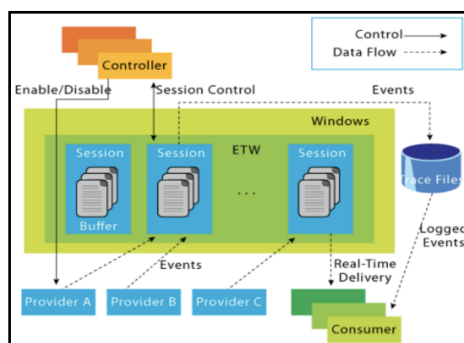 Control
Data Flow
Controller
Enable/Disable
Session Control
Events
Windows
ETW
Session
Session
Session
...
Buffer
Trace Files
Logged
Events
Events
Real-Time
Delivery
Provider A
Provider B
Provider C
Consumer